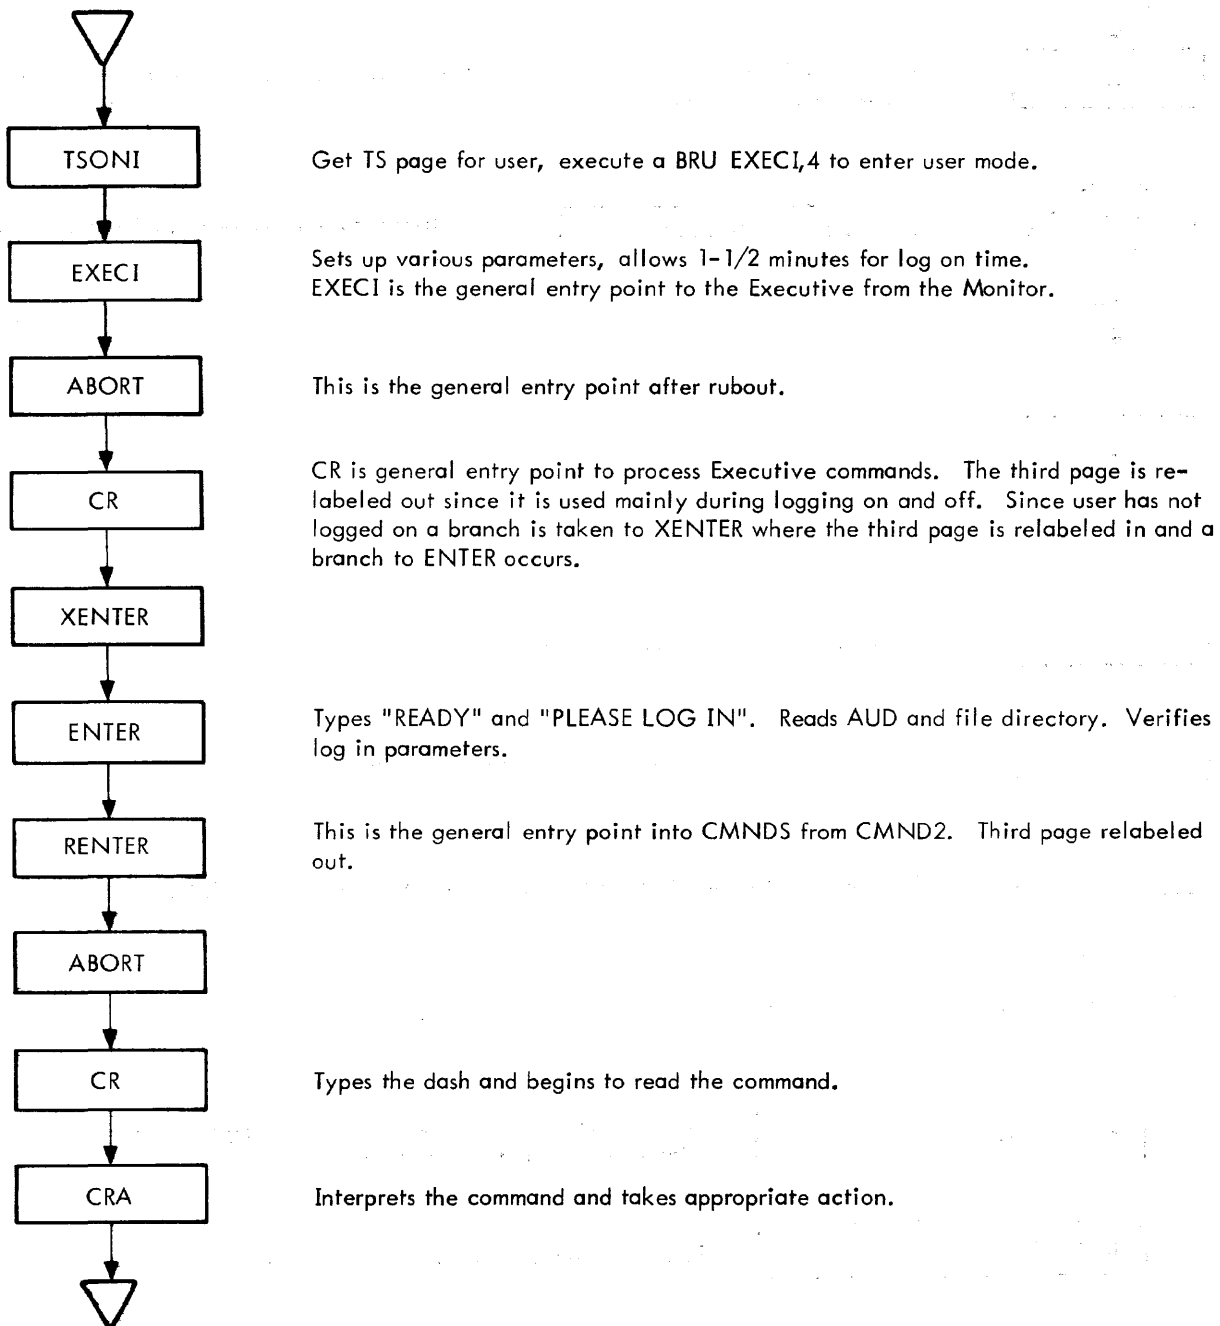 TSONI
Get TS page for user, execute a BRU EXECI,4 to enter user mode.
EXECI
Sets up various parameters, allows 1-1/2 minutes for log on time.
EXECI is the general entry point to the Executive from the Monitor.
ABORT
This is the general entry point after rubout.
CR
CR is general entry point to process Executive commands. The third page is re-
labeled out since it is used mainly during logging on and off. Since user has not
logged on a branch is taken to XENTER where the third page is relabeled in and a
branch to ENTER occurs.
XENTER
ENTER
Types "READY" and "PLEASE LOG IN". Reads AUD and file directory. Verifies
log in parameters.
RENTER
This is the general entry point into CMNDS from CMND2. Third page relabeled
out.
ABORT
CR
Types the dash and begins to read the command.
CRA
Interprets the command and takes appropriate action.